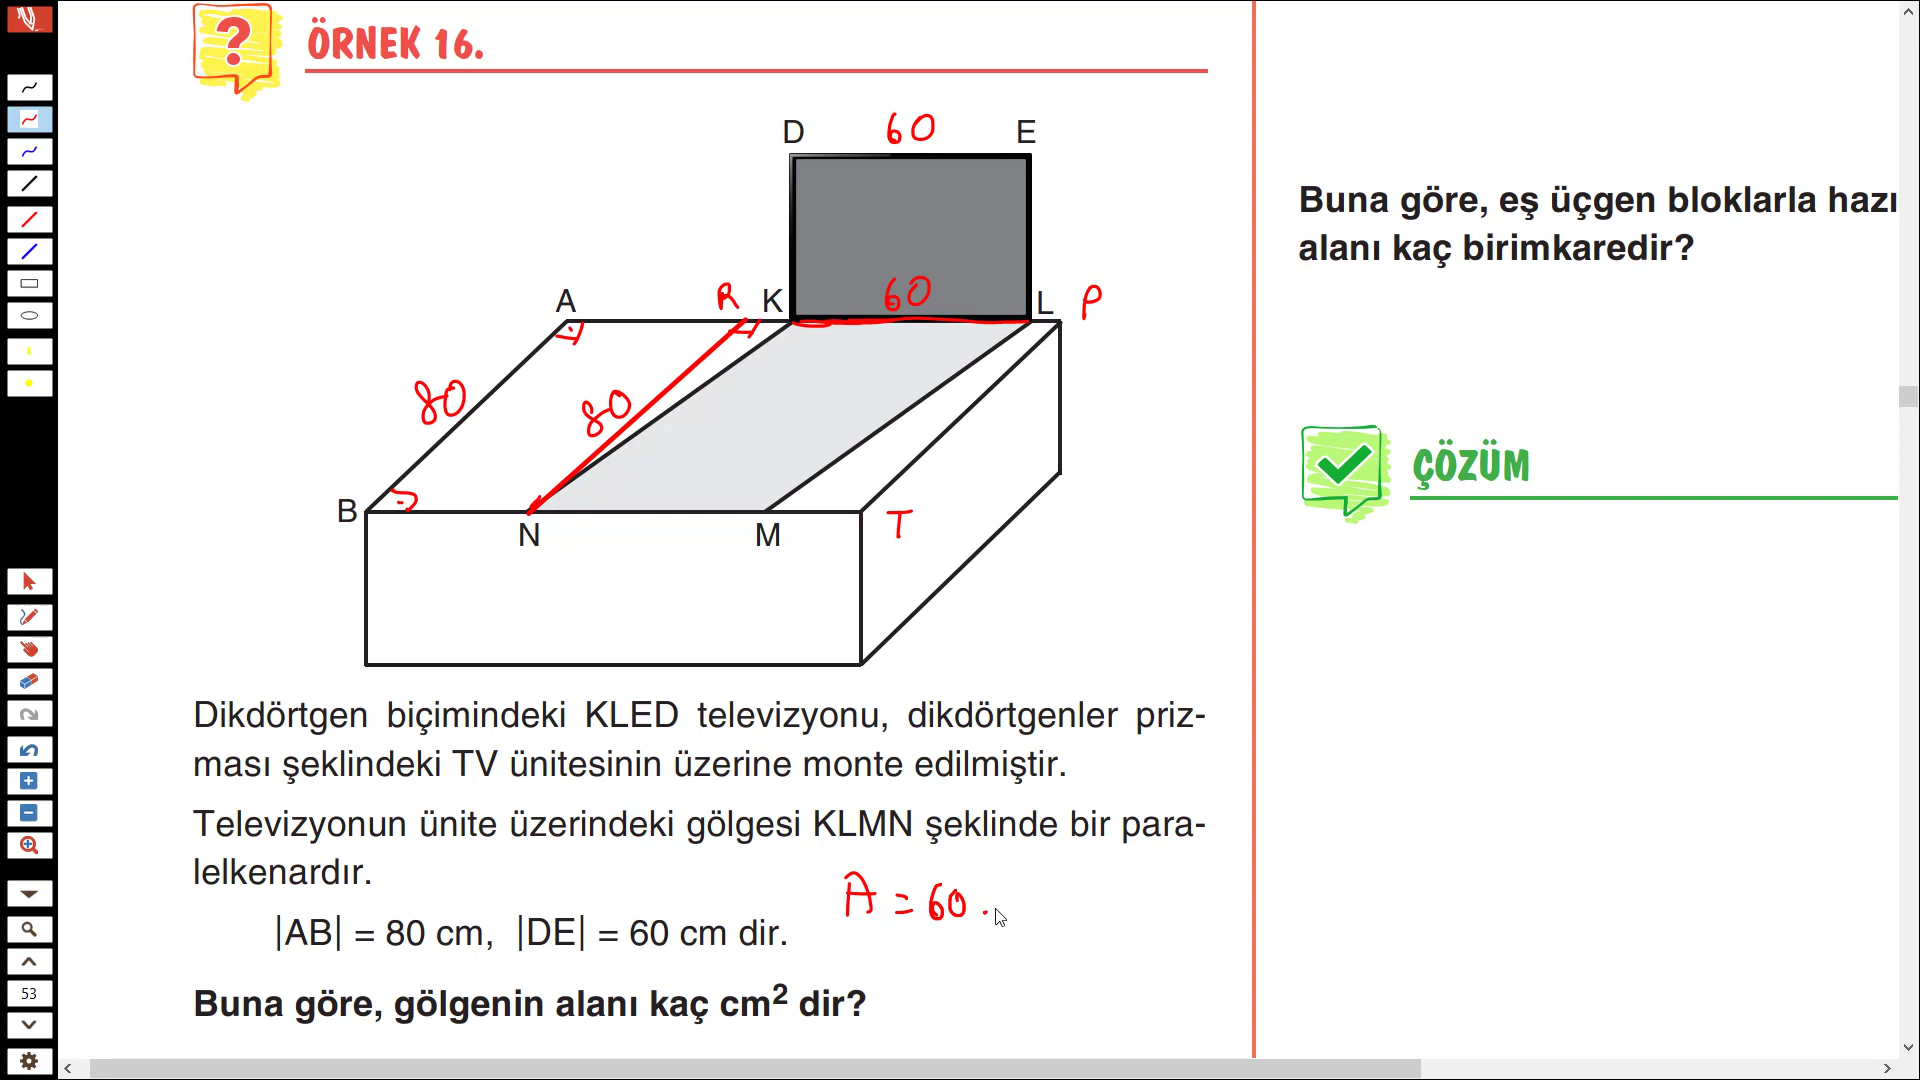 ÖRNEK 16.
D 60 E
A R K 60 L P
80
80
B
N M T
Dikdörtgen biçimindeki KLED televizyonu, dikdörtgenler priz-
ması şeklindeki TV ünitesinin üzerine monte edilmiştir.
Televizyonun ünite üzerindeki gölgesi KLMN şeklinde bir para-
lelkenardır.
A = 60 .
|AB| = 80 cm, |DE| = 60 cm dir.
Buna göre, gölgenin alanı kaç cm² dir?
Buna göre, eş üçgen bloklarla hazı
alanı kaç birimkaredir?
ÇÖZÜM
53